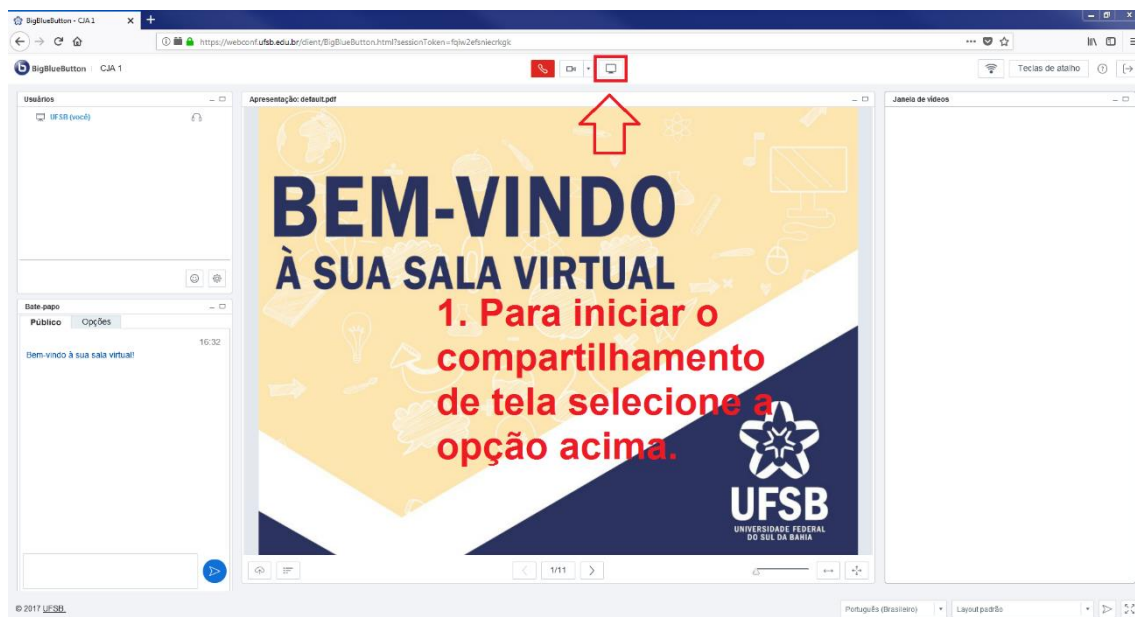 BigBlueButton - CJA 1
https://webconf.ufsb.edu.br/client/BigBlueButton.html?sessionToken=fqiw2efsniecrkgk
BigBlueButton CJA 1
Teclas de atalho
Usuários
UFSB (você)
Apresentação: default.pdf
Janela de vídeos
BEM-VINDO
À SUA SALA VIRTUAL
1. Para iniciar o
compartilhamento
de tela selecione a
opção acima.
UFSB
UNIVERSIDADE FEDERAL
DO SUL DA BAHIA
Bate-papo
Público Opções
16:32
Bem-vindo à sua sala virtual!
1/11
© 2017 UFSB.
Português (Brasileiro)
Layout padrão